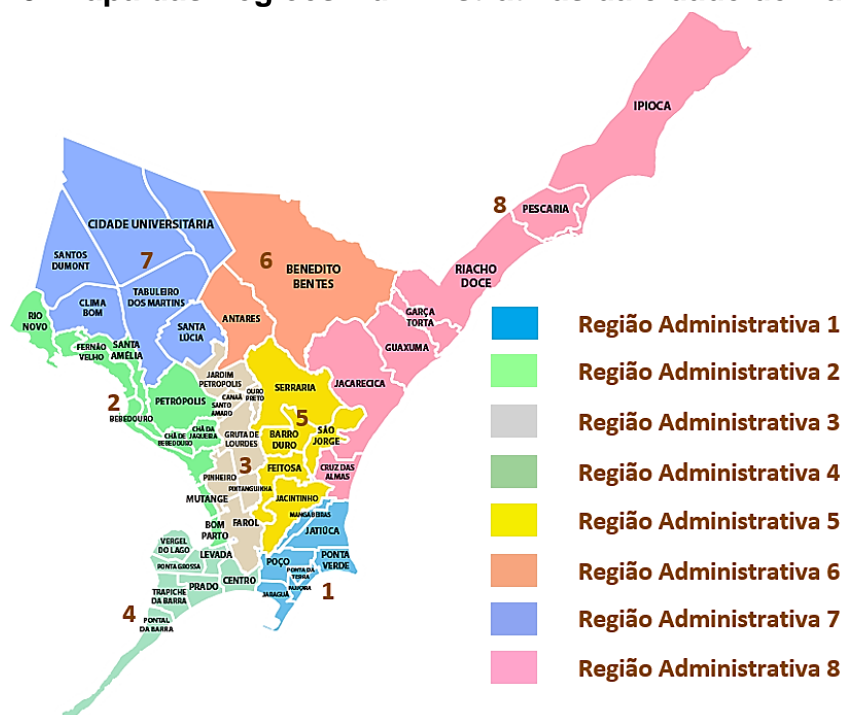 IPIOCA
8
PESCARIA
CIDADE UNIVERSITÁRIA
7
6
BENEDITO
BENTES
RIACHO
DOCE
SANTOS
DUMONT
TABULEIRO
DOS MARTINS
CLIMA
BOM
RIO
NOVO
ANTARES
GARÇA
TORTA
SANTA
LÚCIA
GUAXUMA
FERNÃO
VELHO
SANTA
AMÉLIA
JARDIM
PETROPOLIS
SERRARIA
JACARECICA
CANAÃ
OURO
PRETO
SANTO
AMARO
2
BEBEDOURO
PETRÓPOLIS
5
CHÃ DA
JAQUEIRA
CHÃ DE
BEBEDOURO
GRUTA DE
LOURDES
BARRO
DURO
SÃO
JORGE
3
FEITOSA
CRUZ DAS
ALMAS
PINHEIRO
PINTANGUINHA
MUTANGE
JACINTINHO
MANGABEIRAS
JATIÚCA
BOM
PARTO
FAROL
VERGEL
DO LAGO
LEVADA
PONTA GROSSA
POÇO
PONTA
VERDE
PONTA DA
TERRA
PAJUÇARA
CENTRO
PRADO
TRAPICHE
DA BARRA
JARAGUÁ
1
4
PONTAL
DA BARRA
Região Administrativa 1
Região Administrativa 2
Região Administrativa 3
Região Administrativa 4
Região Administrativa 5
Região Administrativa 6
Região Administrativa 7
Região Administrativa 8